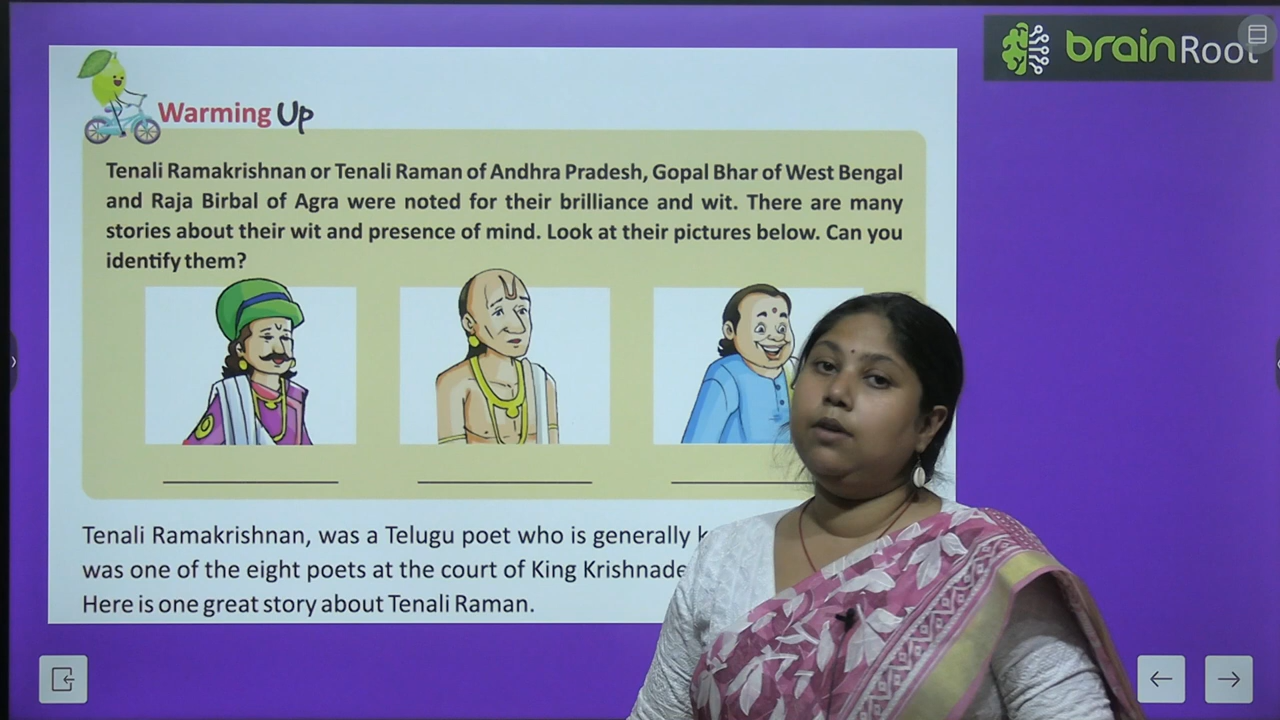 brainRoot
Warming Up
Tenali Ramakrishnan or Tenali Raman of Andhra Pradesh, Gopal Bhar of West Bengal
and Raja Birbal of Agra were noted for their brilliance and wit. There are many
stories about their wit and presence of mind. Look at their pictures below. Can you
identify them?
Tenali Ramakrishnan, was a Telugu poet who is generally
was one of the eight poets at the court of King
Here is one great story about Tenali Raman.